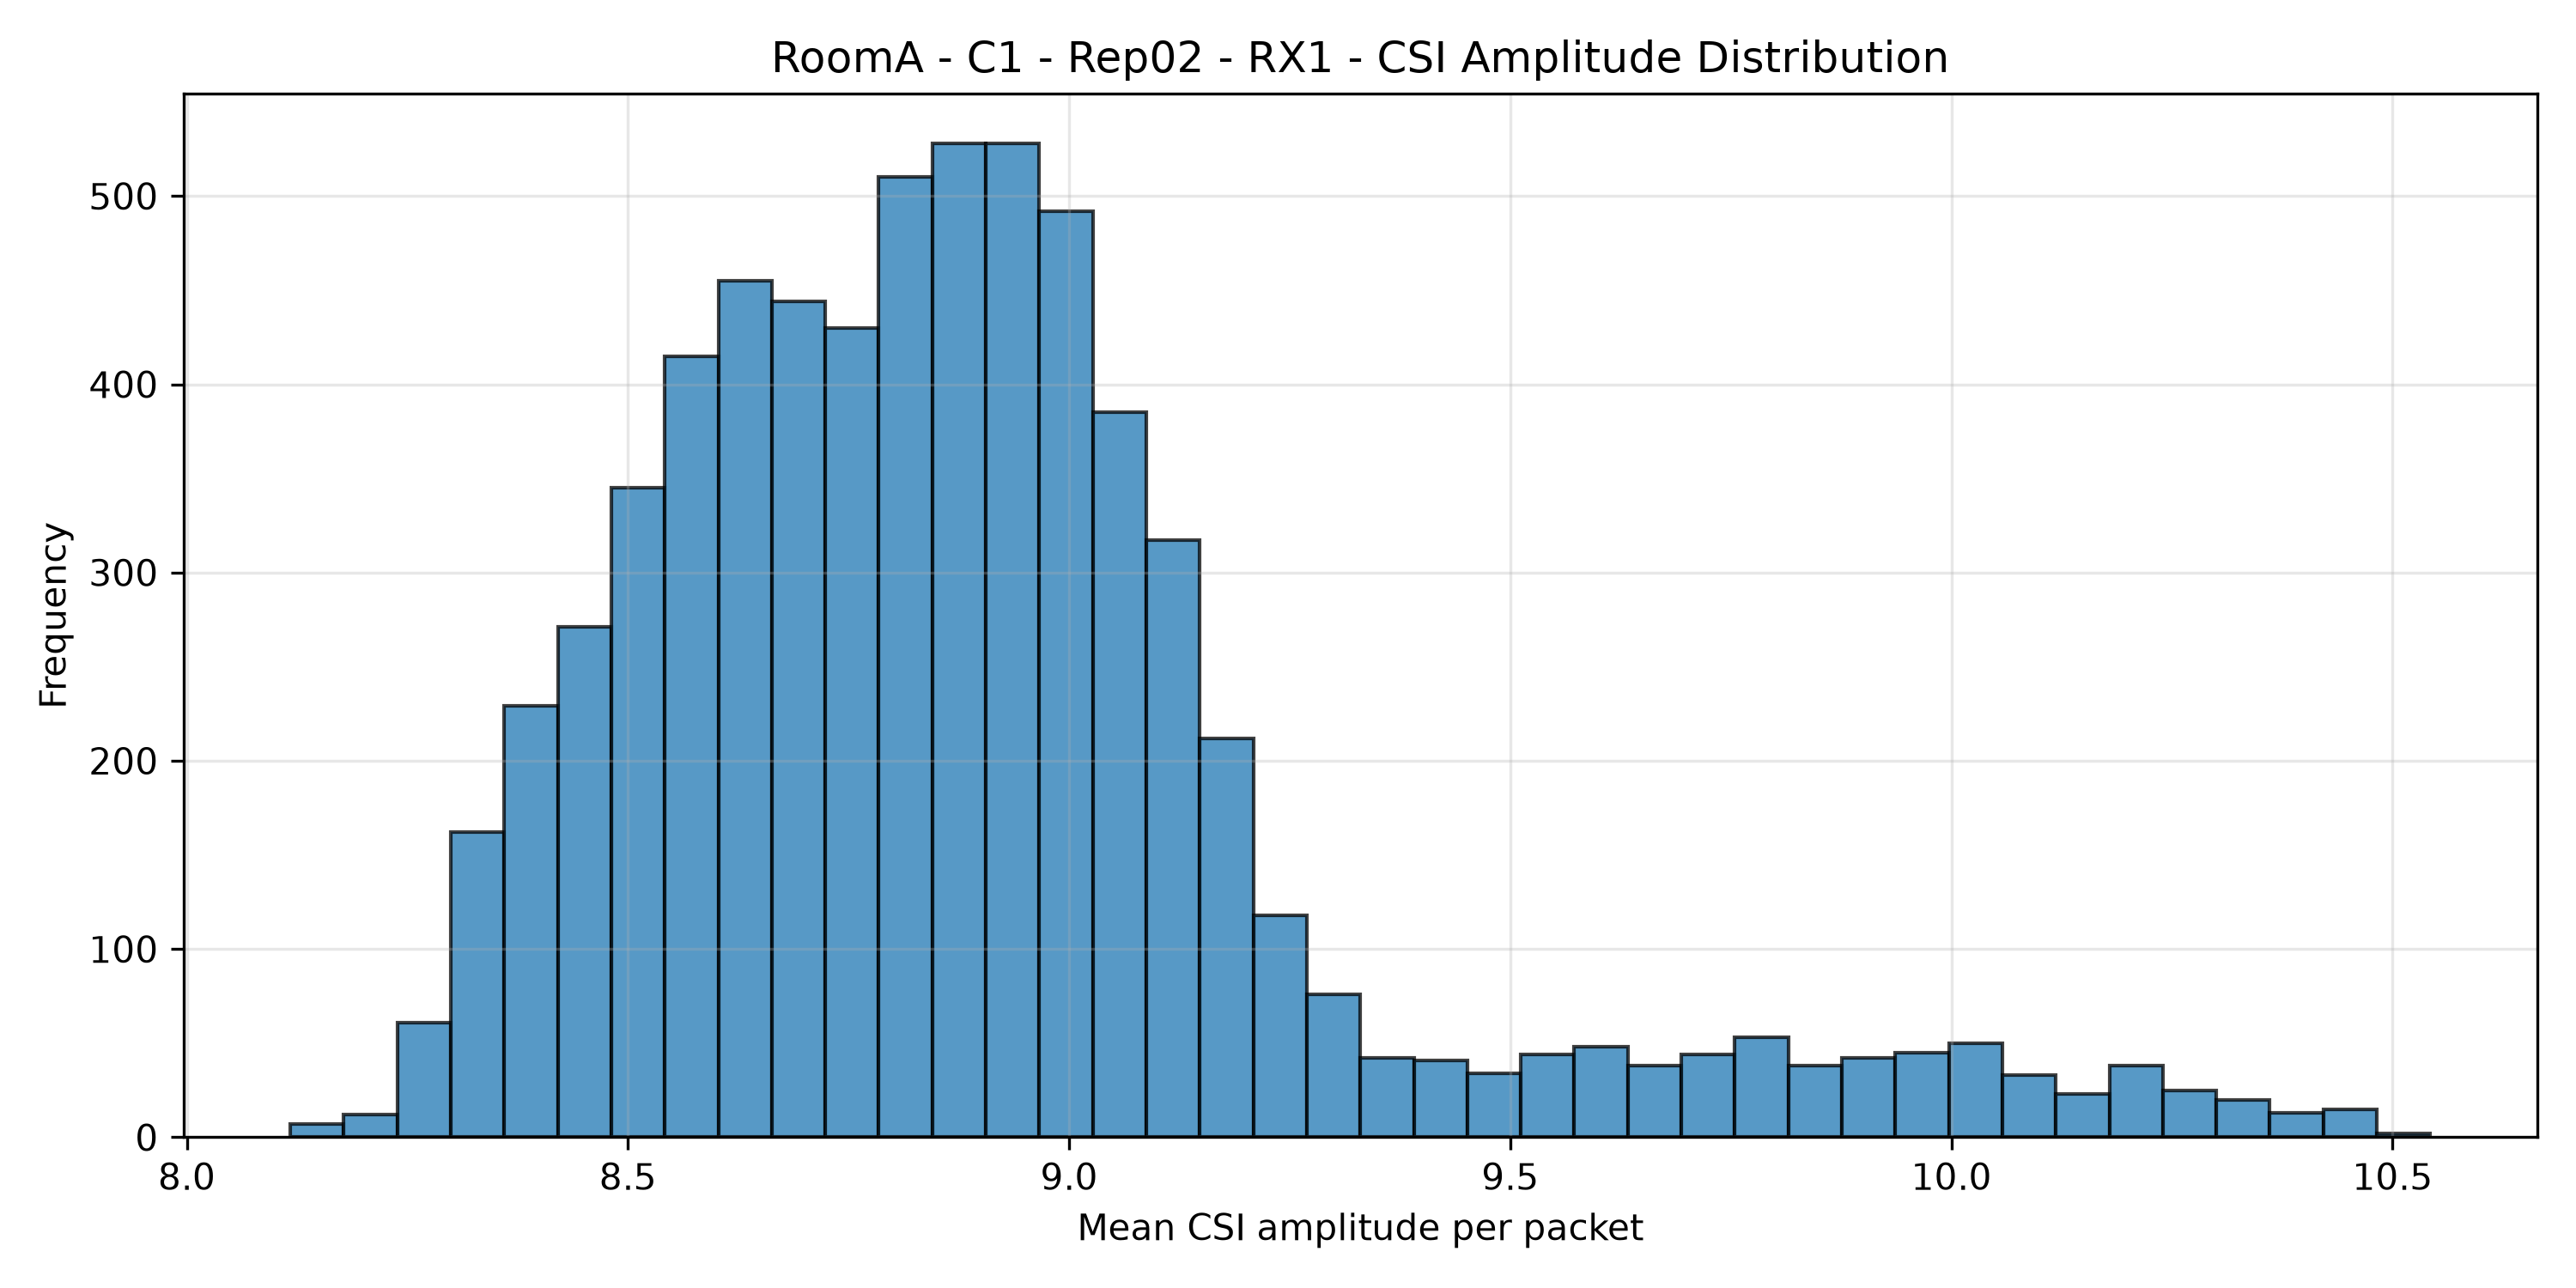 RoomA - C1 - Rep02 - RX1 - CSI Amplitude Distribution
Frequency
500
400
300
200
100
0
8.0 8.5 9.0 9.5 10.0 10.5
Mean CSI amplitude per packet